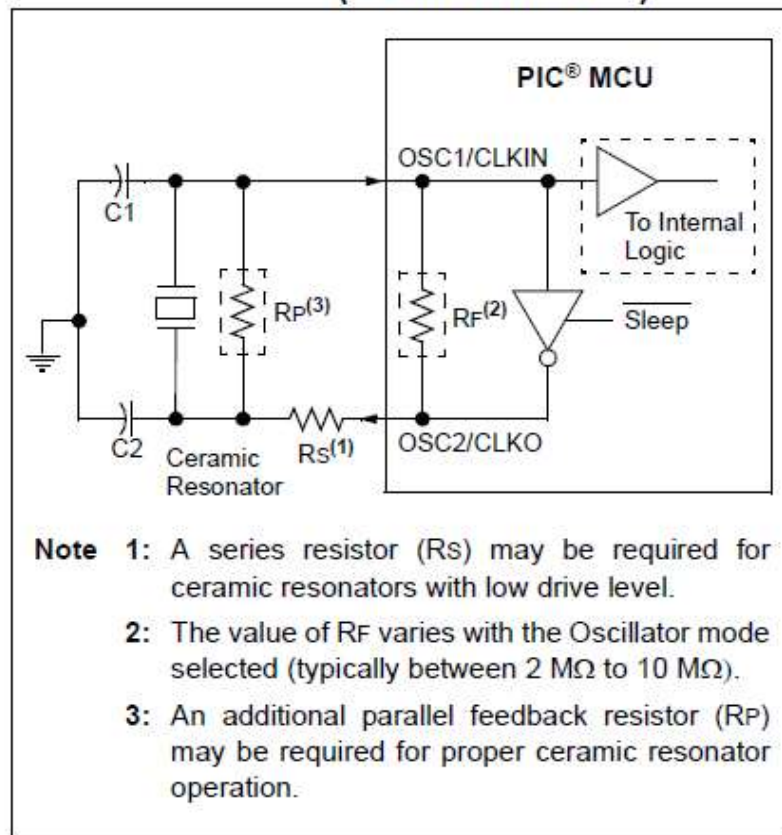 PIC® MCU
OSC1/CLKIN
C1
To Internal
Logic
RP(3)
RF(2)
Sleep
C2
Ceramic
Resonator
RS(1)
OSC2/CLKO
Note 1: A series resistor (RS) may be required for
ceramic resonators with low drive level.
2: The value of RF varies with the Oscillator mode
selected (typically between 2 MΩ to 10 MΩ).
3: An additional parallel feedback resistor (RP)
may be required for proper ceramic resonator
operation.